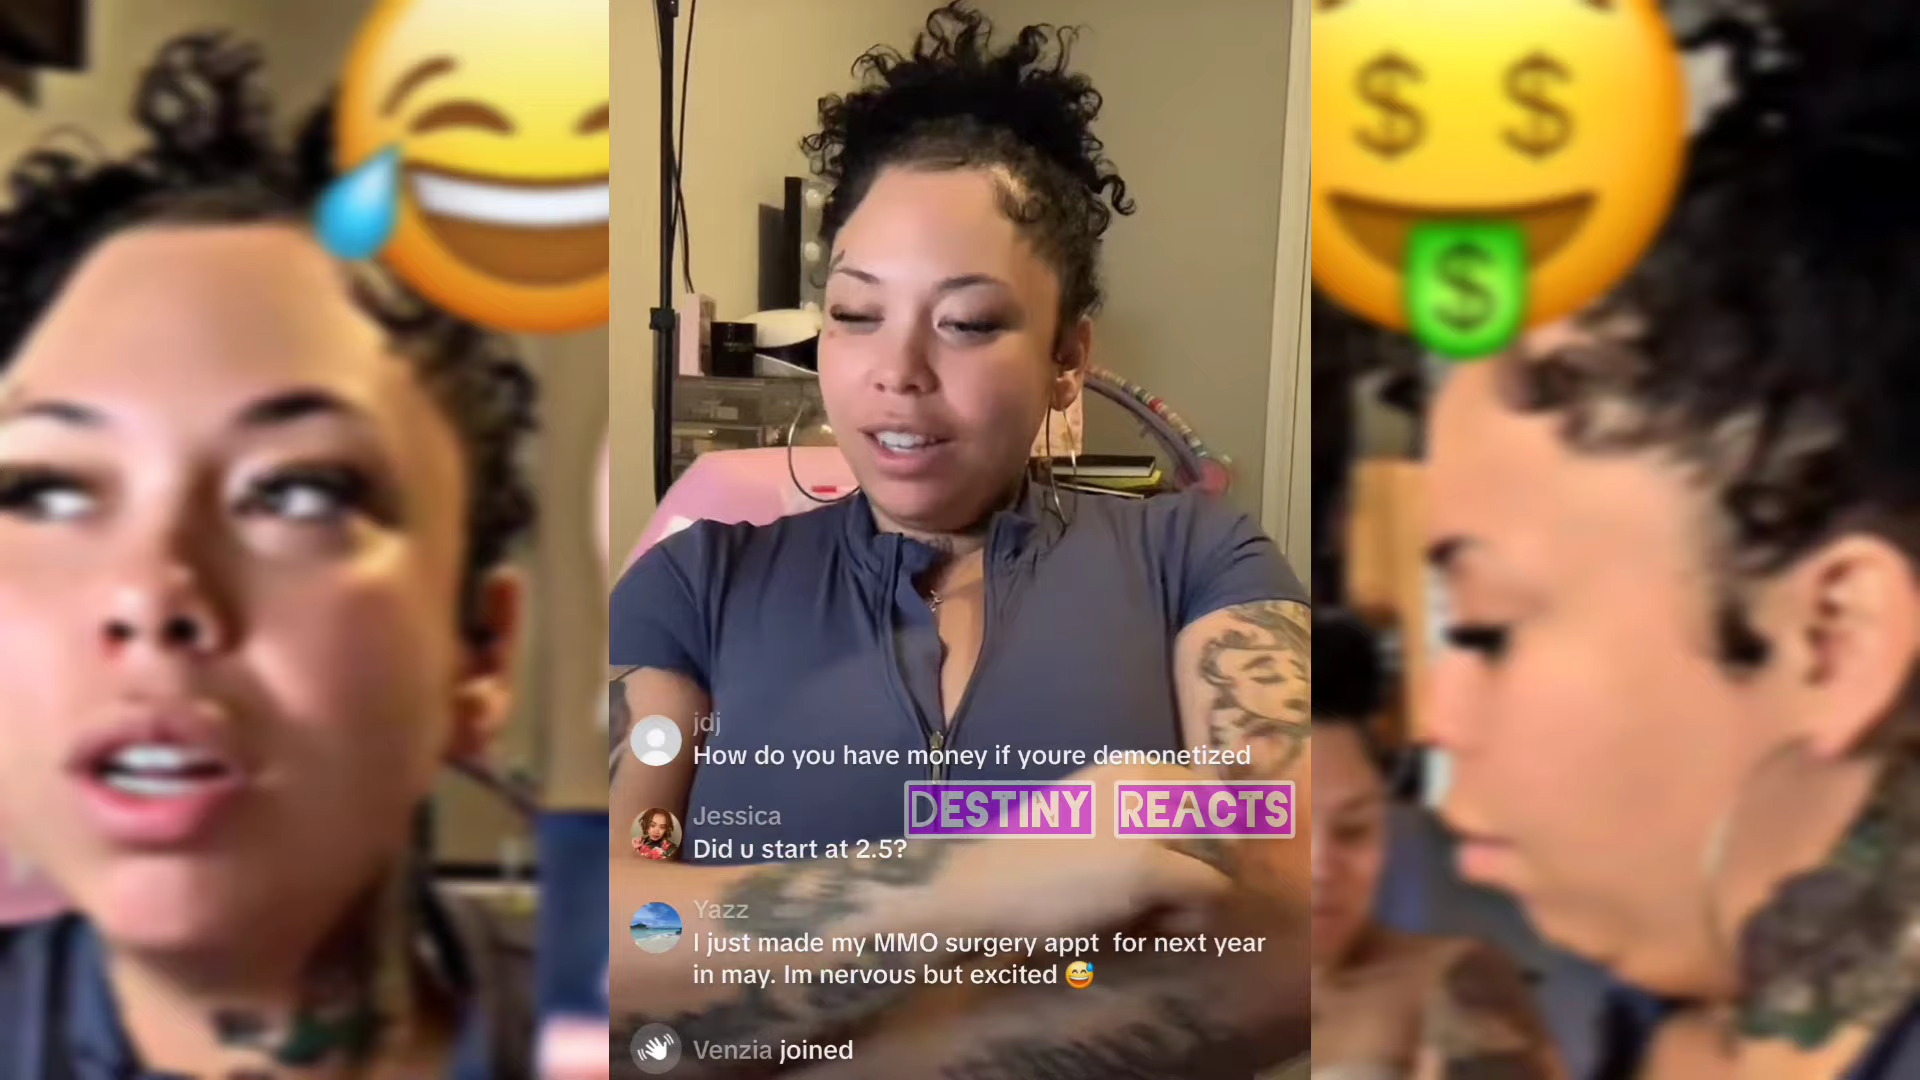 jdj
How do you have money if youre demonetized
DESTINY REACTS
Jessica
Did u start at 2.5?
Yazz
I just made my MMO surgery appt for next year
in may. Im nervous but excited 😅
Venzia joined